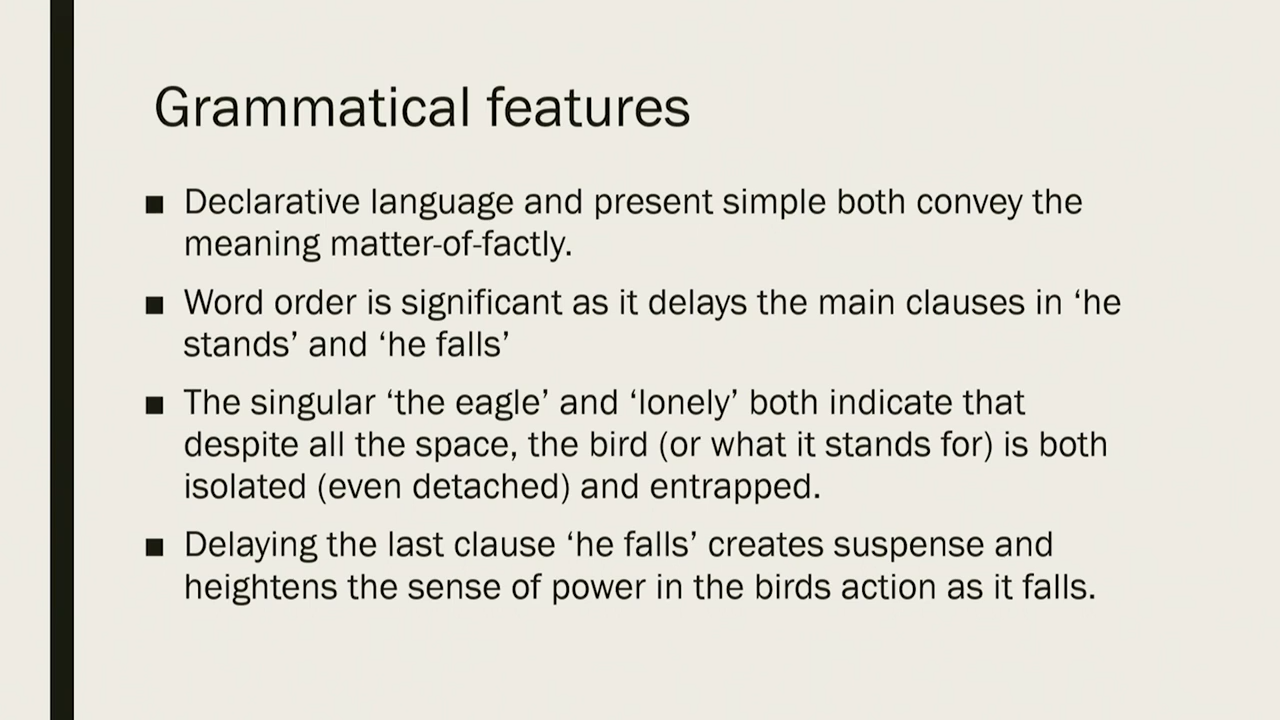 Grammatical features
■ Declarative language and present simple both convey the
meaning matter-of-factly.
■ Word order is significant as it delays the main clauses in ‘he
stands’ and ‘he falls’
■ The singular ‘the eagle’ and ‘lonely’ both indicate that
despite all the space, the bird (or what it stands for) is both
isolated (even detached) and entrapped.
■ Delaying the last clause ‘he falls’ creates suspense and
heightens the sense of power in the birds action as it falls.